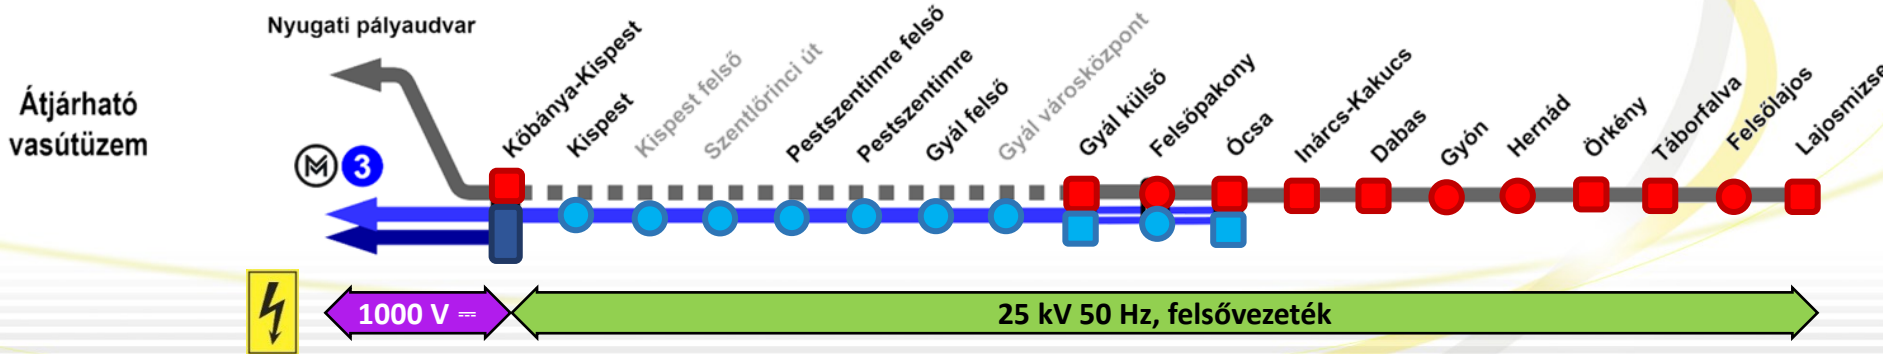 Nyugati pályaudvar
Átjárható
vasútüzem
M 3
Kőbánya-Kispest
Kispest
Kispest felső
Szentlőrinci út
Pestszentimre felső
Pestszentimre
Gyál felső
Gyál városközpont
Gyál külső
Felsőpakony
Ócsa
Inárcs-Kakucs
Dabas
Gyón
Hernád
Örkény
Táborfalva
Felsőlajos
Lajosmizse
1000 V ⎓
25 kV 50 Hz, felsővezeték